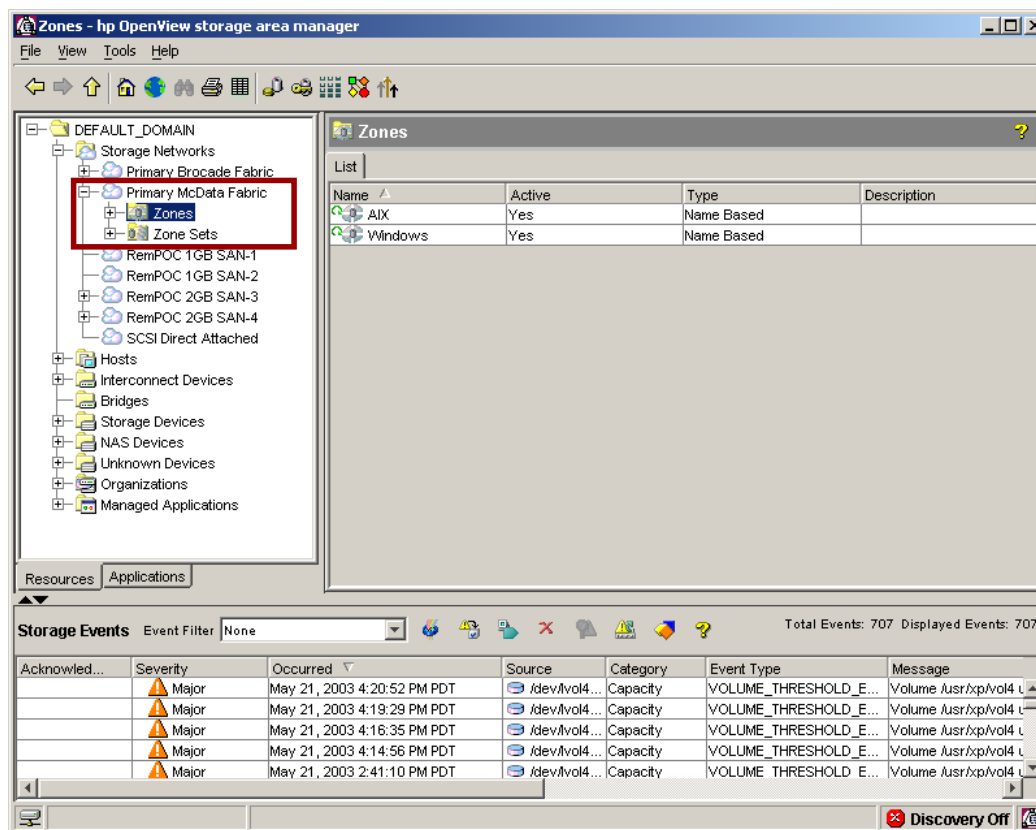 Zones - hp OpenView storage area manager
File View Tools Help
DEFAULT_DOMAIN
Storage Networks
Primary Brocade Fabric
Primary McData Fabric
Zones
Zone Sets
RemPOC 1GB SAN-1
RemPOC 1GB SAN-2
RemPOC 2GB SAN-3
RemPOC 2GB SAN-4
SCSI Direct Attached
Hosts
Interconnect Devices
Bridges
Storage Devices
NAS Devices
Unknown Devices
Organizations
Managed Applications
Resources Applications
Zones
List
Name Active Type Description
AIX Yes Name Based
Windows Yes Name Based
Storage Events Event Filter None Total Events: 707 Displayed Events: 707
Acknowled... Severity Occurred Source Category Event Type Message
Major May 21, 2003 4:20:52 PM PDT /dev/lvol4... Capacity VOLUME_THRESHOLD_E... Volume /usr/xp/vol4 u
Major May 21, 2003 4:19:29 PM PDT /dev/lvol4... Capacity VOLUME_THRESHOLD_E... Volume /usr/xp/vol4 u
Major May 21, 2003 4:16:35 PM PDT /dev/lvol4... Capacity VOLUME_THRESHOLD_E... Volume /usr/xp/vol4 u
Major May 21, 2003 4:14:56 PM PDT /dev/lvol4... Capacity VOLUME_THRESHOLD_E... Volume /usr/xp/vol4 u
Major May 21, 2003 2:41:10 PM PDT /dev/lvol4... Capacity VOLUME_THRESHOLD_E... Volume /usr/xp/vol4 u
Discovery Off